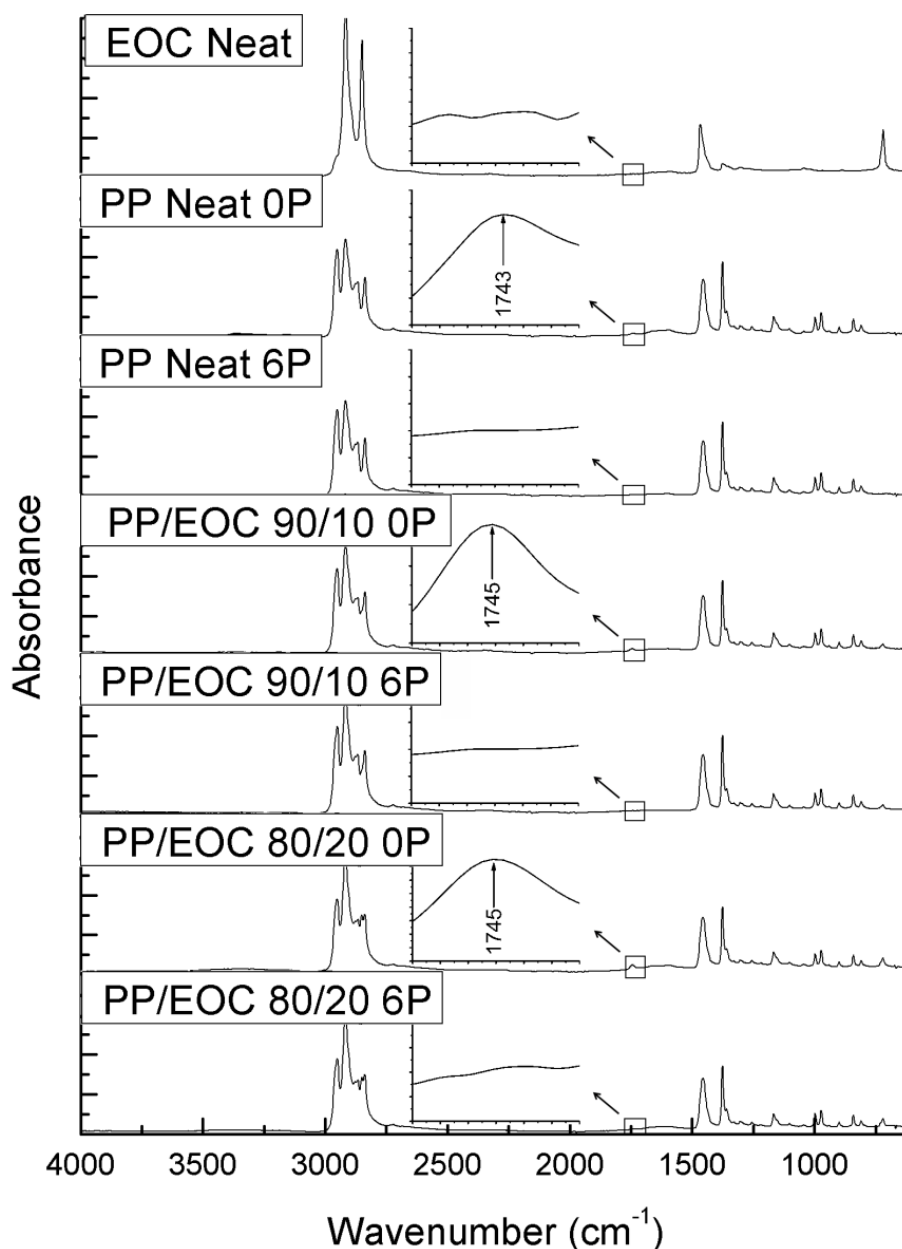 EOC Neat
PP Neat 0P
1743
PP Neat 6P
PP/EOC 90/10 0P
1745
PP/EOC 90/10 6P
PP/EOC 80/20 0P
1745
PP/EOC 80/20 6P
Absorbance
4000 3500 3000 2500 2000 1500 1000
Wavenumber (cm⁻¹)